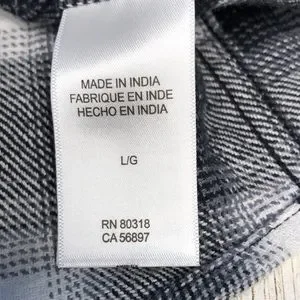 MADE IN INDIA
FABRIQUE EN INDE
HECHO EN INDIA
L/G
RN 80318
CA 56897